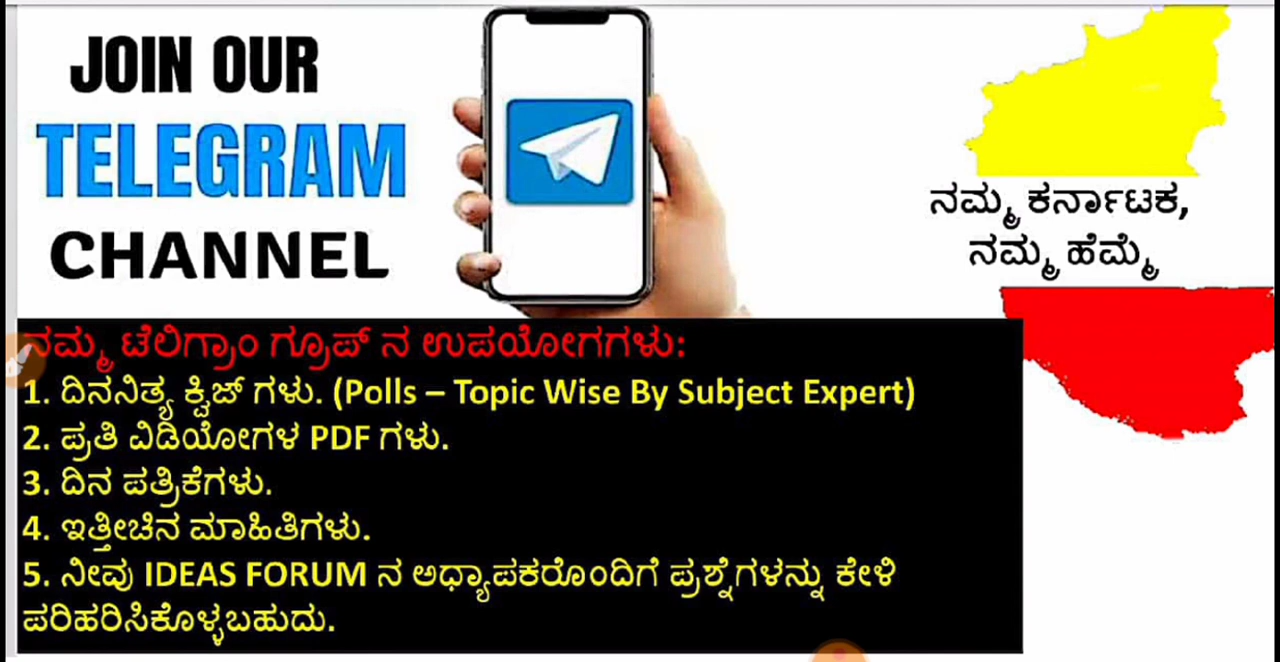 JOIN OUR
TELEGRAM
CHANNEL
ನಮ್ಮ ಕರ್ನಾಟಕ,
ನಮ್ಮ ಹೆಮ್ಮೆ
ನಮ್ಮ ಟೆಲಿಗ್ರಾಂ ಗ್ರೂಪ್ ನ ಉಪಯೋಗಗಳು:
1. ದಿನನಿತ್ಯ ಕ್ವಿಜ್ ಗಳು. (Polls – Topic Wise By Subject Expert)
2. ಪ್ರತಿ ವಿಡಿಯೋಗಳ PDF ಗಳು.
3. ದಿನ ಪತ್ರಿಕೆಗಳು.
4. ಇತ್ತೀಚಿನ ಮಾಹಿತಿಗಳು.
5. ನೀವು IDEAS FORUM ನ ಅಧ್ಯಾಪಕರೊಂದಿಗೆ ಪ್ರಶ್ನೆಗಳನ್ನು ಕೇಳಿ
ಪರಿಹರಿಸಿಕೊಳ್ಳಬಹುದು.